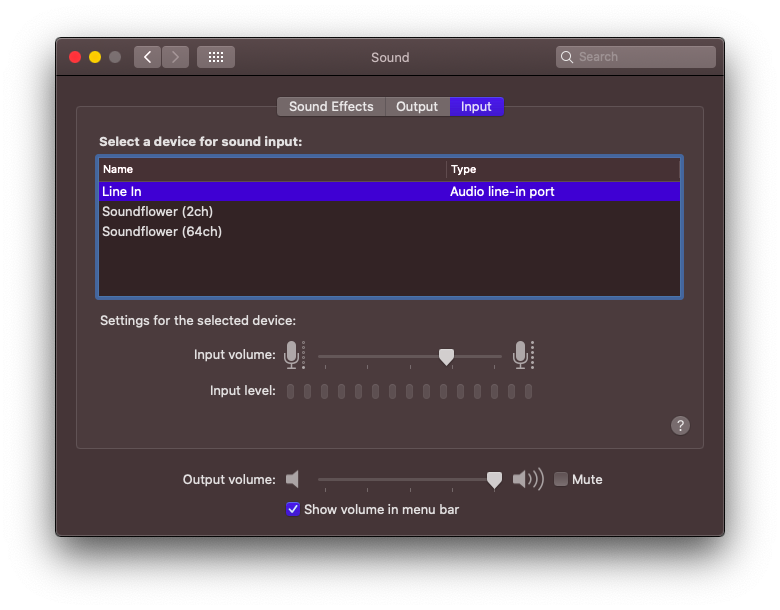 Sound
Search
Sound Effects Output Input
Select a device for sound input:
Name Type
Line In Audio line-in port
Soundflower (2ch)
Soundflower (64ch)
Settings for the selected device:
Input volume:
Input level:
?
Output volume: Mute
Show volume in menu bar